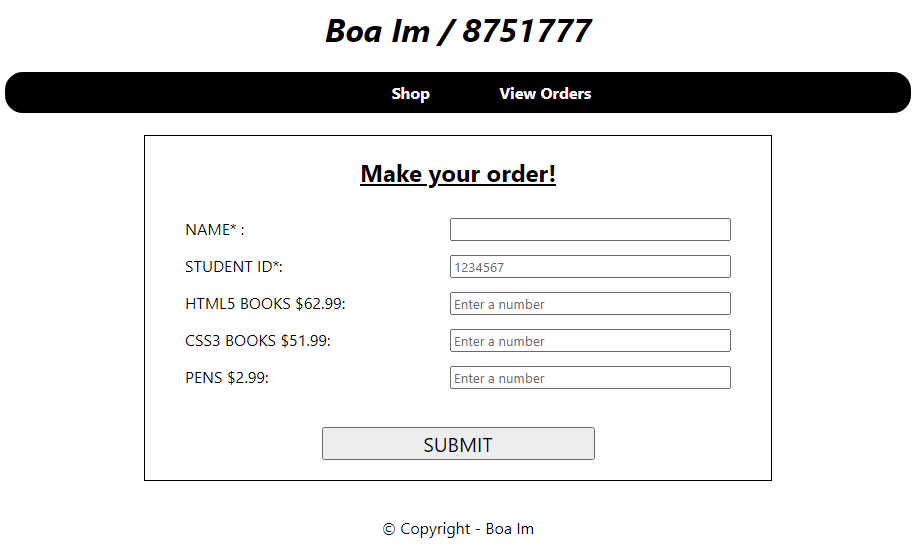 Boa Im / 8751777
Shop View Orders
Make your order!
NAME* :
STUDENT ID*: 1234567
HTML5 BOOKS $62.99: Enter a number
CSS3 BOOKS $51.99: Enter a number
PENS $2.99: Enter a number
SUBMIT
© Copyright - Boa Im